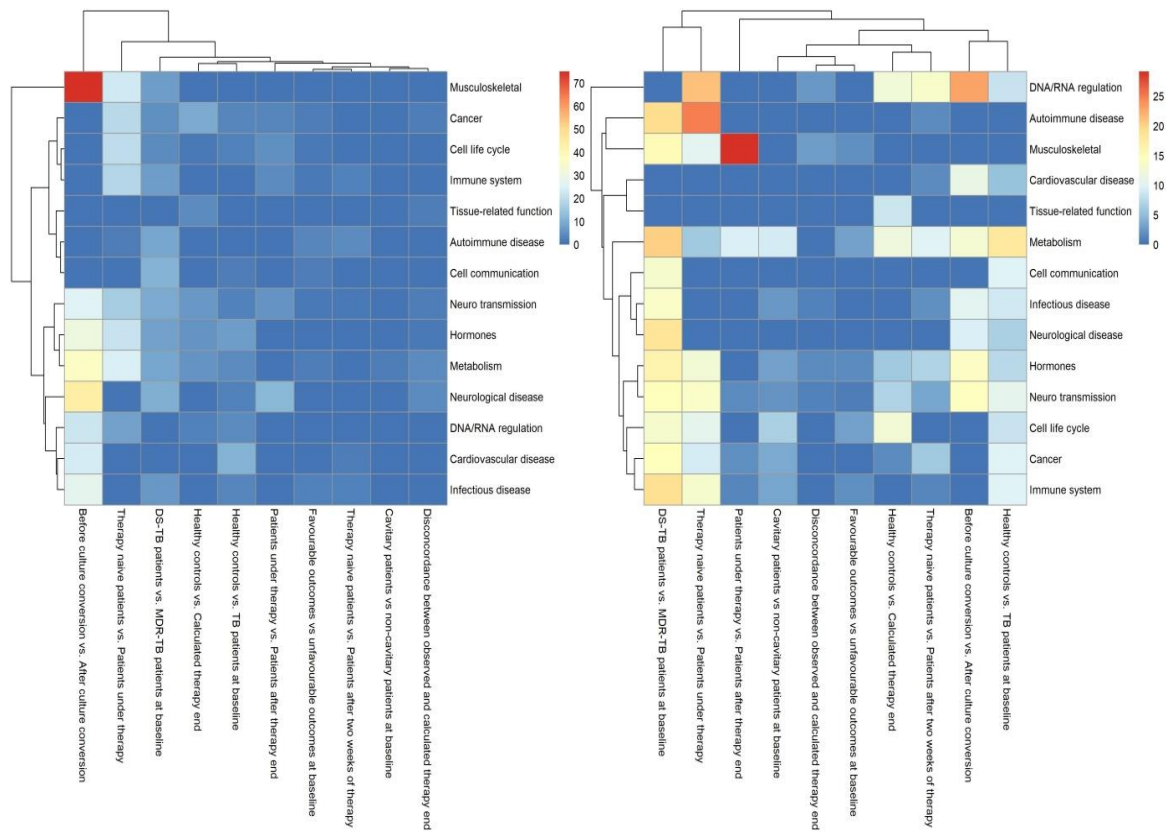 Musculoskeletal
Cancer
Cell life cycle
Immune system
Tissue-related function
Autoimmune disease
Cell communication
Neuro transmission
Hormones
Metabolism
Neurological disease
DNA/RNA regulation
Cardiovascular disease
Infectious disease
70
60
50
40
30
20
10
0
Before culture conversion vs. After culture conversion
Therapy naive patients vs. Patients under therapy
DS-TB patients vs. MDR-TB patients at baseline
Healthy controls vs. Calculated therapy end
Healthy controls vs. TB patients at baseline
Patients under therapy vs. Patients after therapy end
Favourable outcomes vs unfavourable outcomes at baseline
Therapy naive patients vs. Patients after two weeks of therapy
Cavitary patients vs non-cavitary patients at baseline
Disconcordance between observed and calculated therapy end
DNA/RNA regulation
Autoimmune disease
Musculoskeletal
Cardiovascular disease
Tissue-related function
Metabolism
Cell communication
Infectious disease
Neurological disease
Hormones
Neuro transmission
Cell life cycle
Cancer
Immune system
25
20
15
10
5
0
DS-TB patients vs. MDR-TB patients at baseline
Therapy naive patients vs. Patients under therapy
Patients under therapy vs. Patients after therapy end
Cavitary patients vs non-cavitary patients at baseline
Disconcordance between observed and calculated therapy end
Favourable outcomes vs unfavourable outcomes at baseline
Healthy controls vs. Calculated therapy end
Therapy naive patients vs. Patients after two weeks of therapy
Before culture conversion vs. After culture conversion
Healthy controls vs. TB patients at baseline